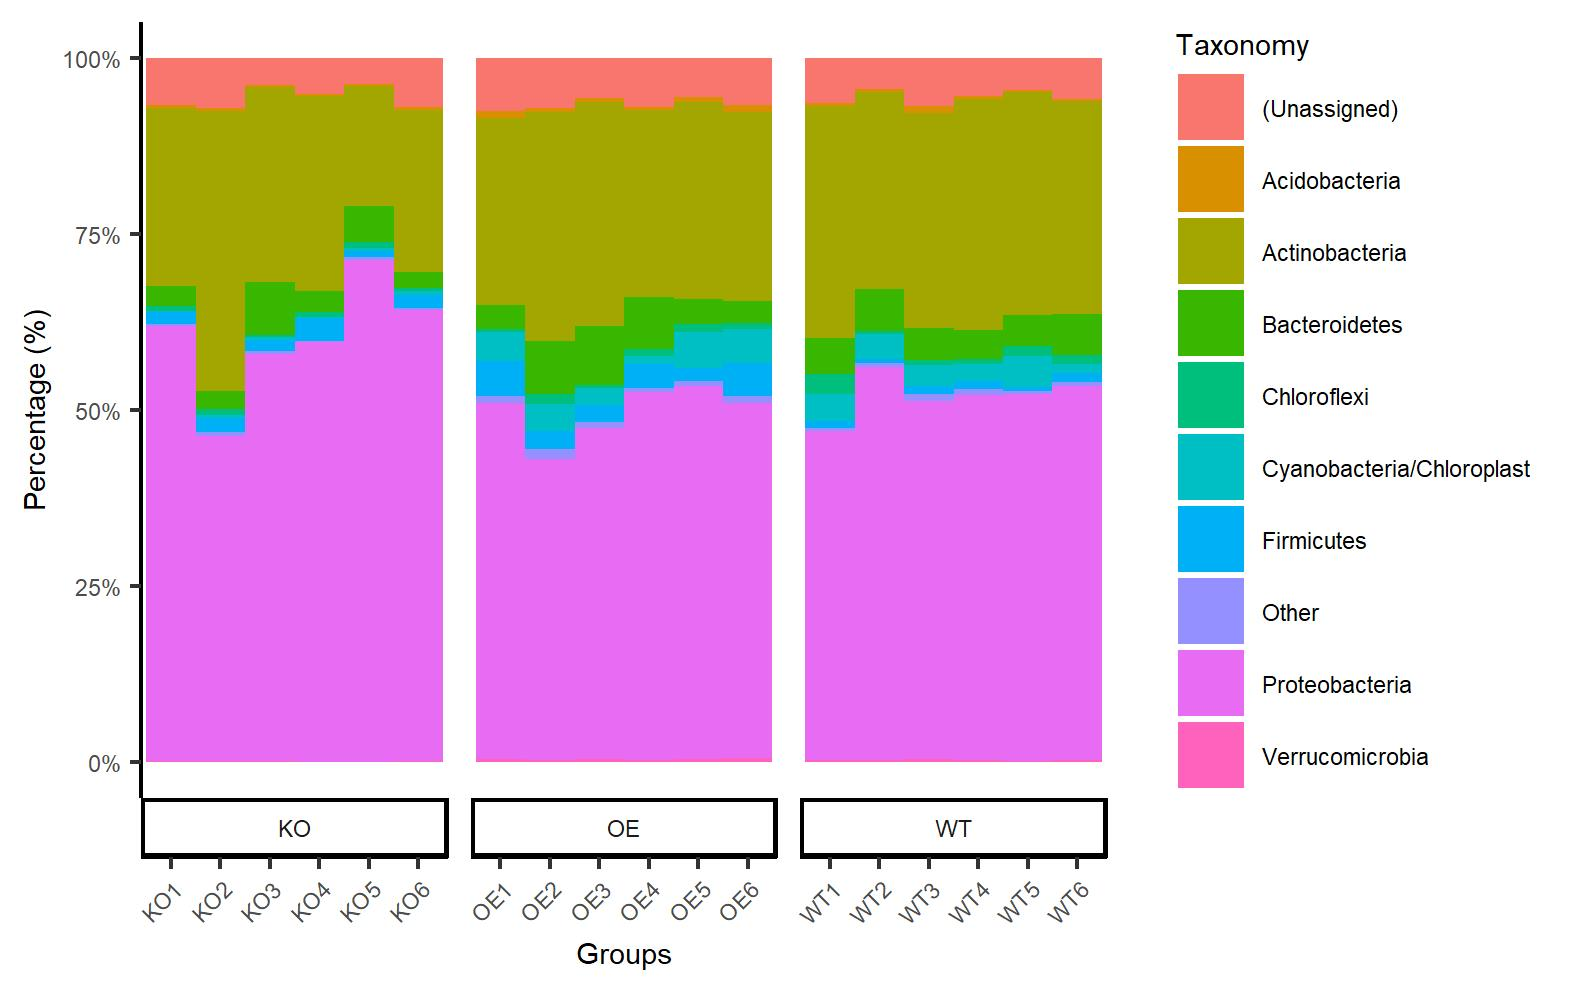 Taxonomy
(Unassigned)
Acidobacteria
Actinobacteria
Bacteroidetes
Chloroflexi
Cyanobacteria/Chloroplast
Firmicutes
Other
Proteobacteria
Verrucomicrobia
Percentage (%)
100%
75%
50%
25%
0%
KO OE WT
KO1 KO2 KO3 KO4 KO5 KO6 OE1 OE2 OE3 OE4 OE5 OE6 WT1 WT2 WT3 WT4 WT5 WT6
Groups